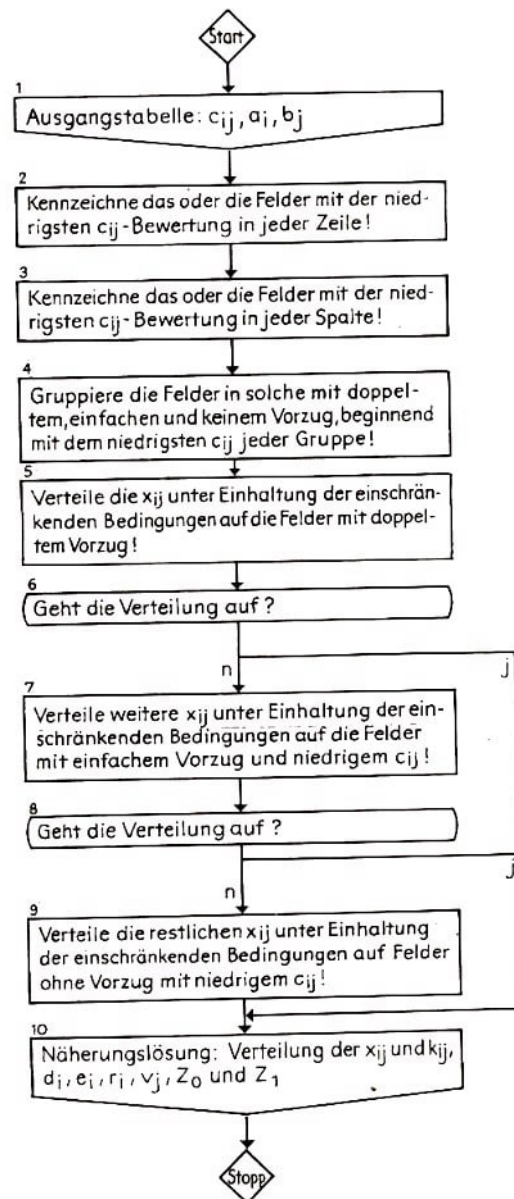 Start
1
Ausgangstabelle: cij, ai, bj
2
Kennzeichne das oder die Felder mit der nied-
rigsten cij-Bewertung in jeder Zeile!
3
Kennzeichne das oder die Felder mit der nied-
rigsten cij-Bewertung in jeder Spalte!
4
Gruppiere die Felder in solche mit doppel-
tem, einfachen und keinem Vorzug, beginnend
mit dem niedrigsten cij jeder Gruppe!
5
Verteile die xij unter Einhaltung der einschrän-
kenden Bedingungen auf die Felder mit doppel-
tem Vorzug!
6
Geht die Verteilung auf?
n
j
7
Verteile weitere xij unter Einhaltung der ein-
schränkenden Bedingungen auf die Felder
mit einfachem Vorzug und niedrigem cij!
8
Geht die Verteilung auf?
n
j
9
Verteile die restlichen xij unter Einhaltung
der einschränkenden Bedingungen auf Felder
ohne Vorzug mit niedrigem cij!
10
Näherungslösung: Verteilung der xij und kij,
di, ei, ri, vj, Z0 und Z1
Stopp